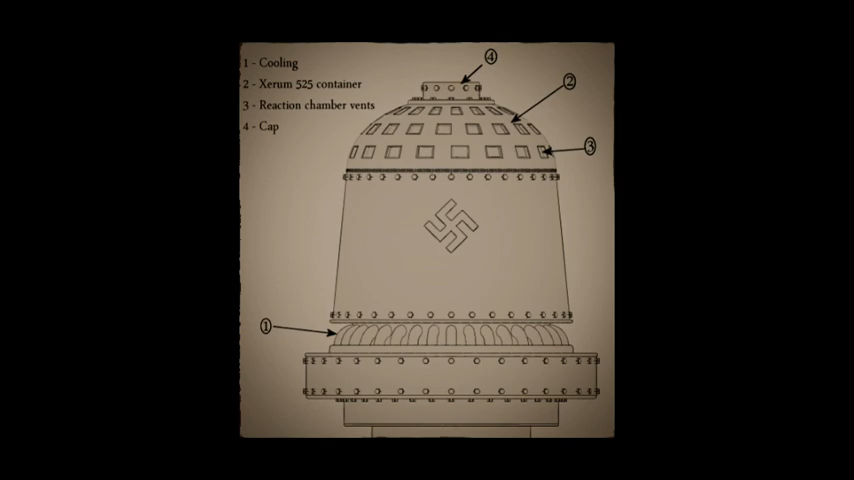 1 - Cooling
2 - Xerum 525 container
3 - Reaction chamber vents
4 - Cap
4
2
3
1